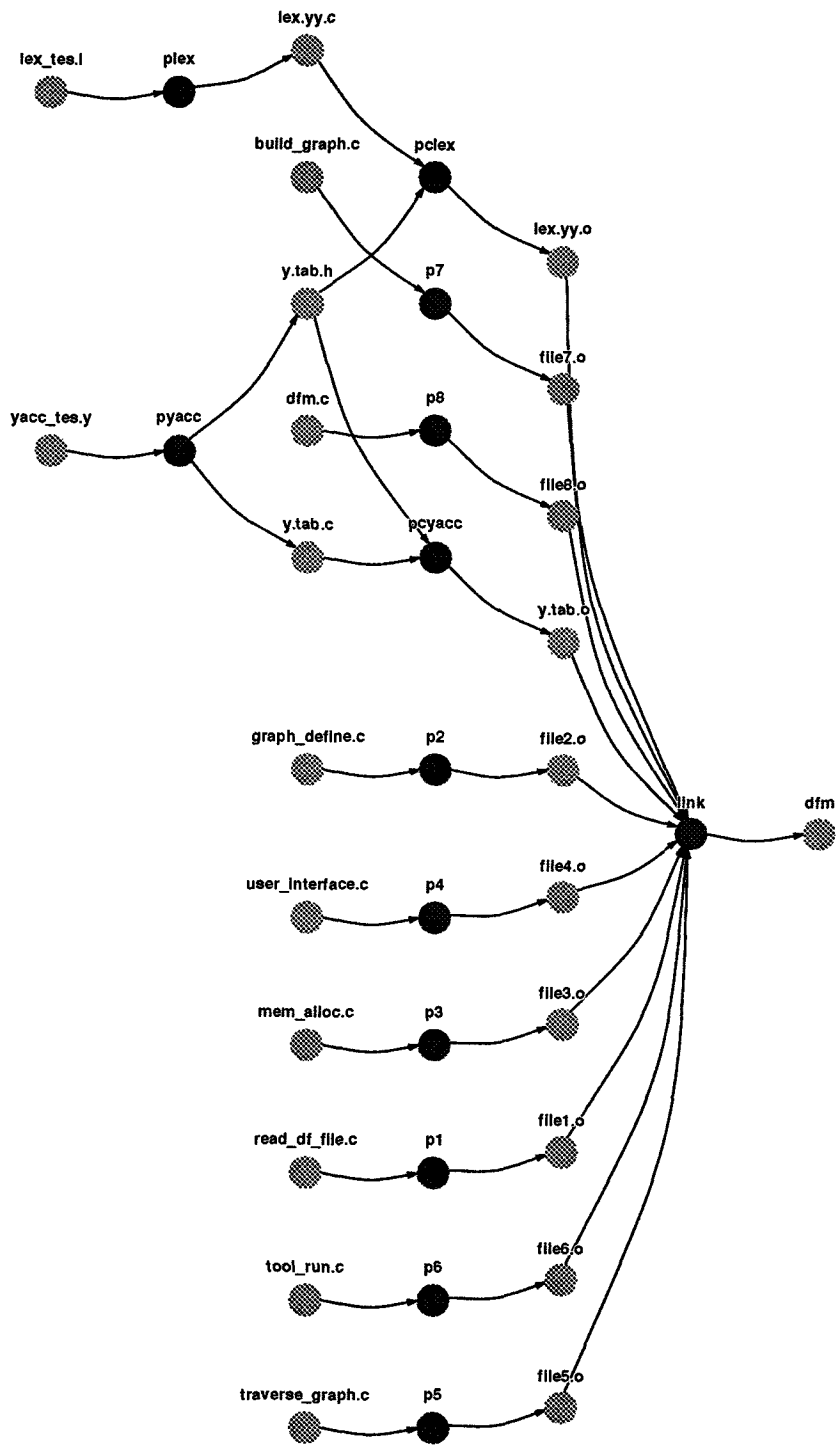 lex.yy.c
lex_tes.l
plex
build_graph.c
pclex
lex.yy.o
y.tab.h
p7
file7.o
dfm.c
p8
yacc_tes.y
pyacc
file8.o
y.tab.c
pcyacc
y.tab.o
graph_define.c
p2
file2.o
link
dfm
user_interface.c
p4
file4.o
mem_alloc.c
p3
file3.o
read_df_file.c
p1
file1.o
tool_run.c
p6
file6.o
traverse_graph.c
p5
file5.o